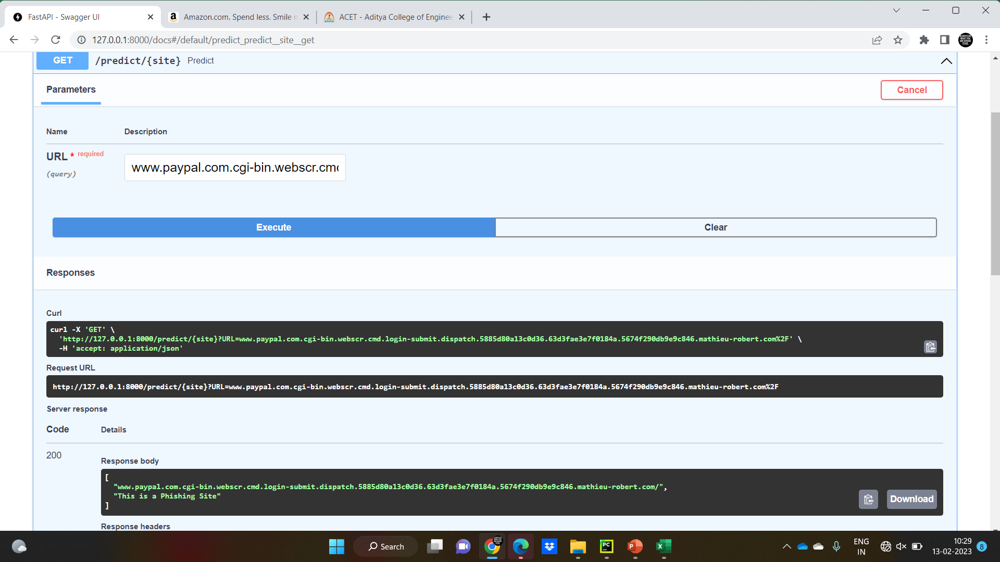 FastAPI - Swagger UI
Amazon.com. Spend less. Smile m
ACET - Aditya College of Enginee
127.0.0.1:8000/docs#/default/predict_predict__site__get
GET /predict/{site} Predict
Parameters
Cancel
Name Description
URL * required
(query)
www.paypal.com.cgi-bin.webscr.cmd
Execute
Clear
Responses
Curl
curl -X 'GET' \
'http://127.0.0.1:8000/predict/{site}?URL=www.paypal.com.cgi-bin.webscr.cmd.login-submit.dispatch.5885d80a13c0d36.63d3fae3e7f0184a.5674f290db9e9c846.mathieu-robert.com%2F' \
-H 'accept: application/json'
Request URL
http://127.0.0.1:8000/predict/{site}?URL=www.paypal.com.cgi-bin.webscr.cmd.login-submit.dispatch.5885d80a13c0d36.63d3fae3e7f0184a.5674f290db9e9c846.mathieu-robert.com%2F
Server response
Code Details
200
Response body
[
"www.paypal.com.cgi-bin.webscr.cmd.login-submit.dispatch.5885d80a13c0d36.63d3fae3e7f0184a.5674f290db9e9c846.mathieu-robert.com/",
"This is a Phishing Site"
]
Download
Response headers
Search
PC
ENG
IN
10:29
13-02-2023
8